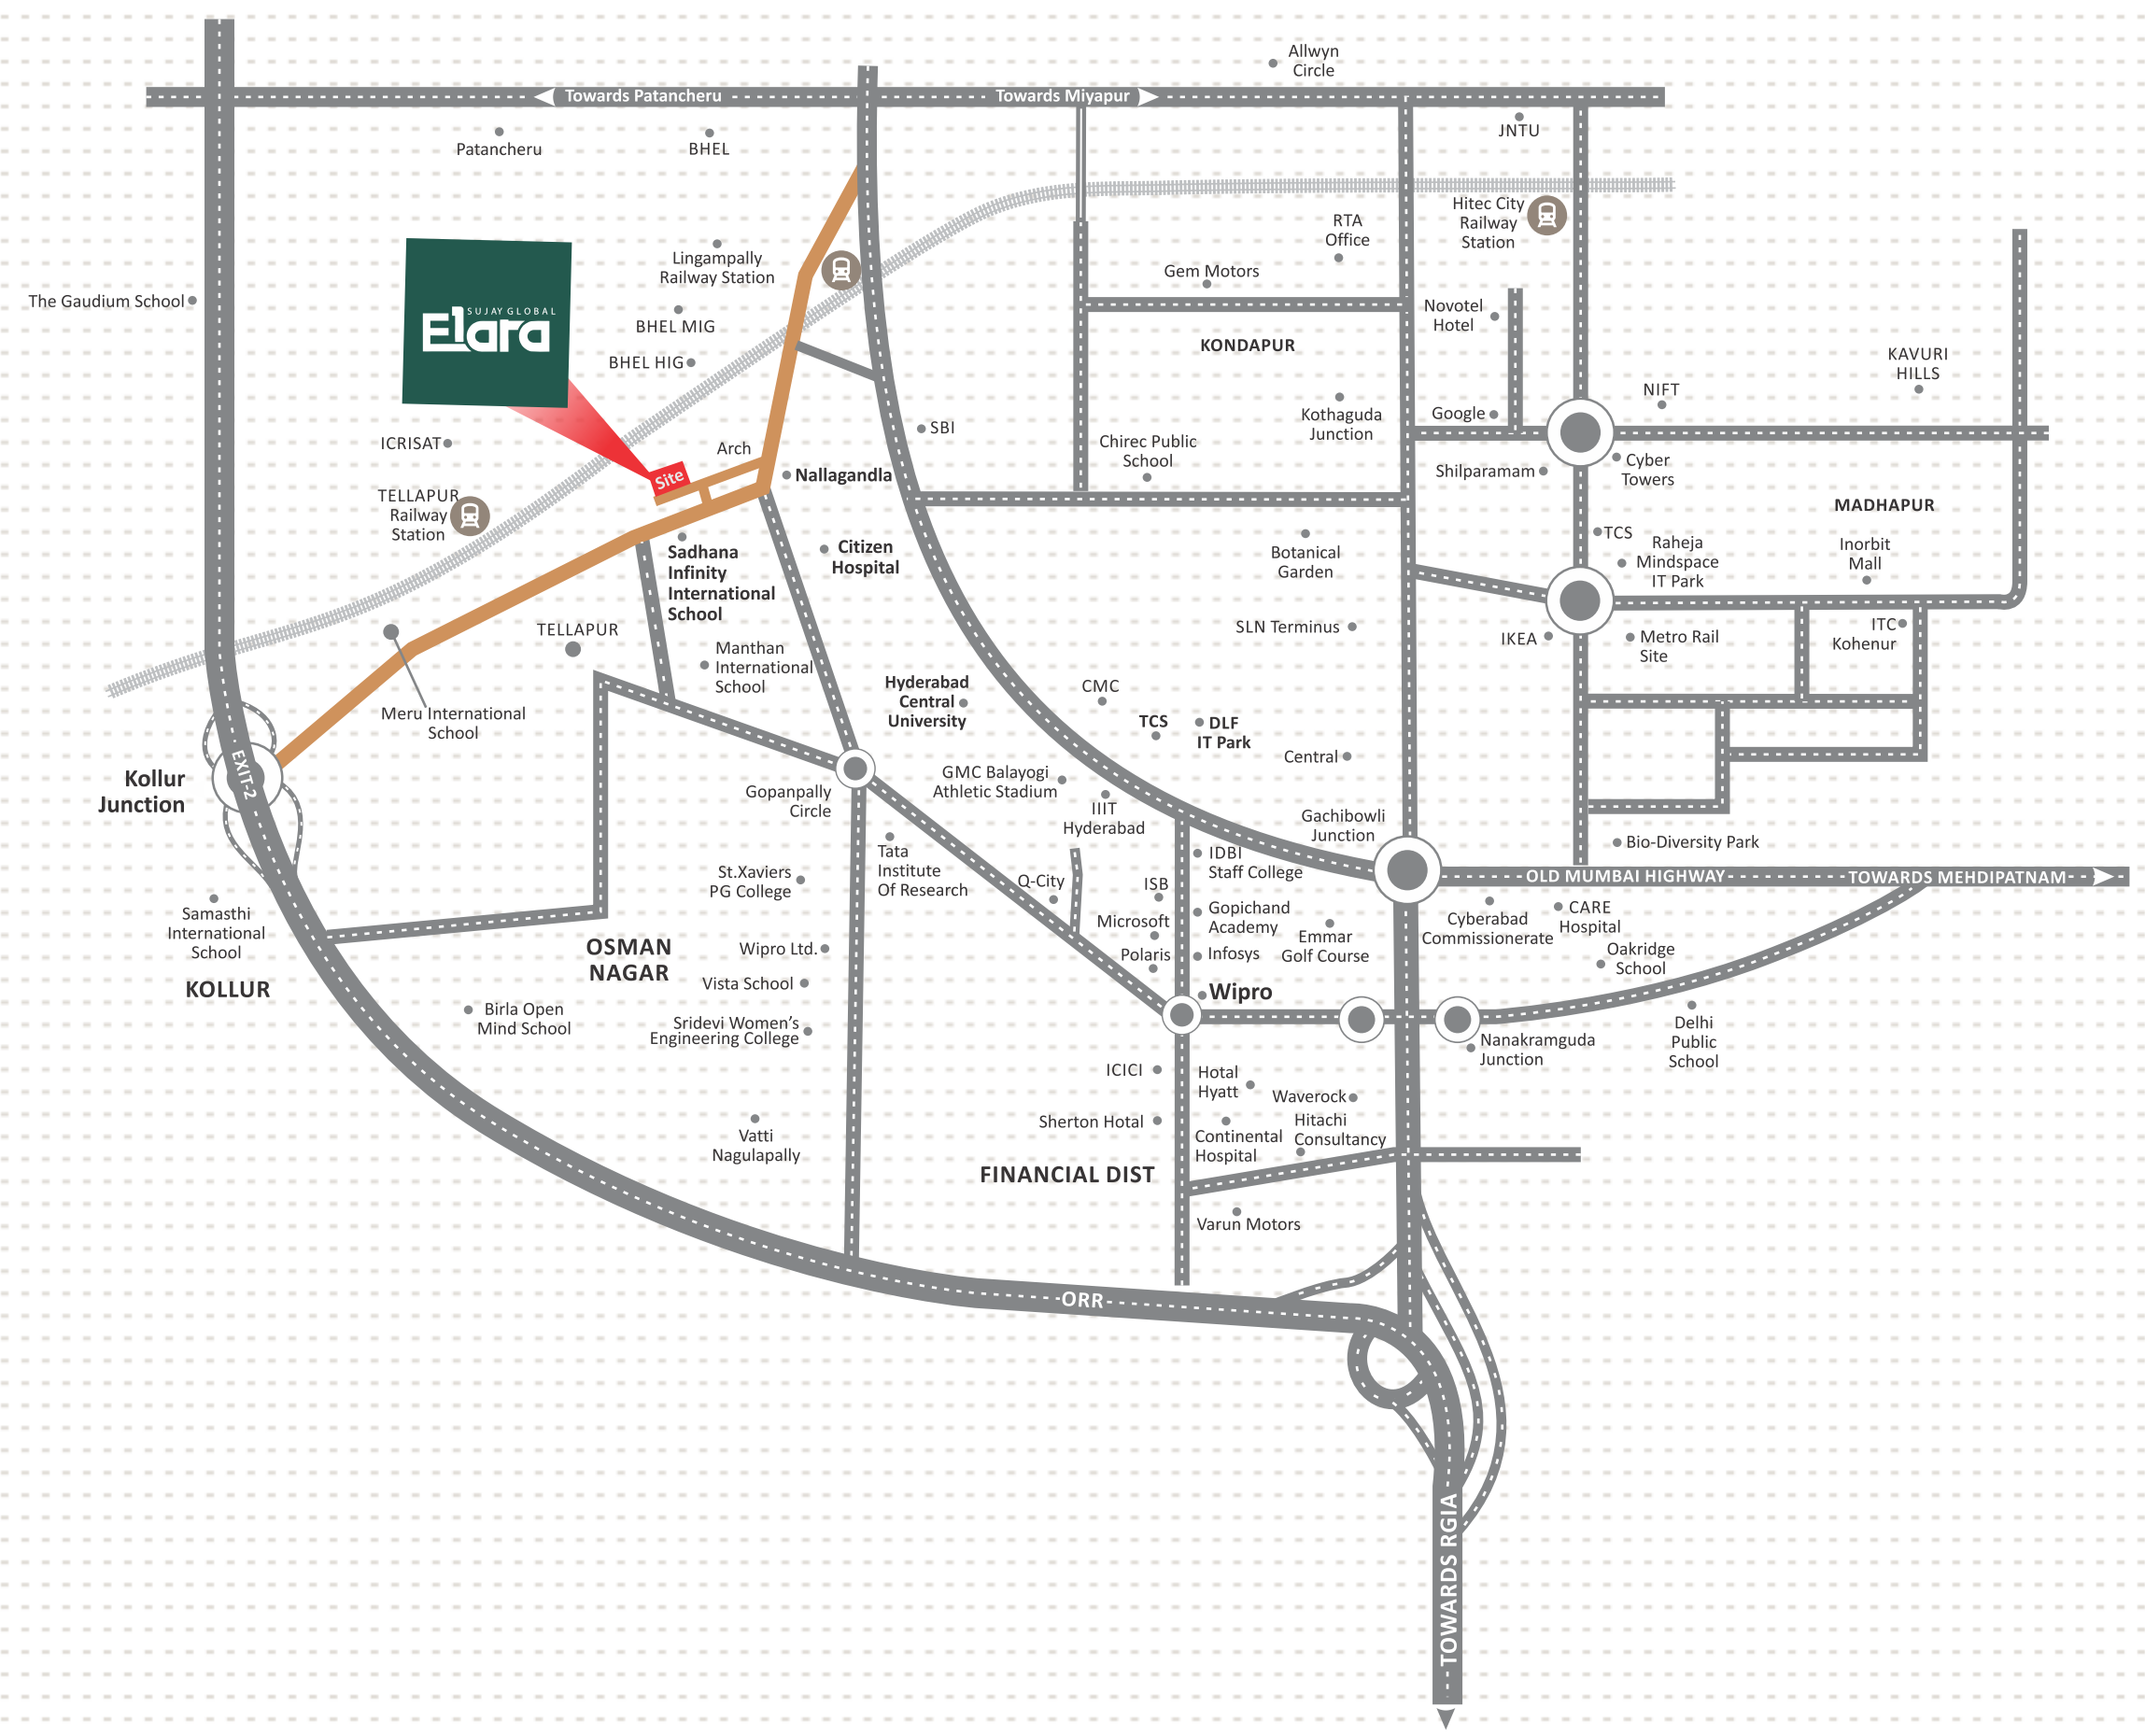 Allwyn
Circle
Towards Patancheru
Towards Miyapur
JNTU
Patancheru
BHEL
Hitec City
Railway
Station
RTA
Office
Lingampally
Railway Station
Gem Motors
The Gaudium School
SUJAY GLOBAL
Elara
BHEL MIG
Novotel
Hotel
KONDAPUR
BHEL HIG
KAVURI
HILLS
NIFT
Google
Kothaguda
Junction
SBI
ICRISAT
Arch
Chirec Public
School
Shilparamam
Cyber
Towers
Site
Nallagandla
TELLAPUR
Railway
Station
MADHAPUR
TCS
Raheja
Mindspace
IT Park
Inorbit
Mall
Citizen
Hospital
Sadhana
Infinity
International
School
Botanical
Garden
TELLAPUR
SLN Terminus
IKEA
Metro Rail
Site
ITC
Kohenur
Manthan
International
School
Hyderabad
Central
University
CMC
Meru International
School
TCS
DLF
IT Park
Central
Kollur
Junction
EXIT-2
GMC Balayogi
Athletic Stadium
Gopanpally
Circle
IIIT
Hyderabad
Gachibowli
Junction
Bio-Diversity Park
Tata
Institute
Of Research
IDBI
Staff College
St.Xaviers
PG College
Q-City
ISB
OLD MUMBAI HIGHWAY
TOWARDS MEHDIPATNAM
Samasthi
International
School
Microsoft
Gopichand
Academy
Cyberabad
Commissionerate
CARE
Hospital
OSMAN
NAGAR
Wipro Ltd.
Polaris
Infosys
Emmar
Golf Course
Oakridge
School
KOLLUR
Vista School
Wipro
Birla Open
Mind School
Sridevi Women's
Engineering College
Nanakramguda
Junction
Delhi
Public
School
ICICI
Hotal
Hyatt
Waverock
Sherton Hotal
Hitachi
Consultancy
Continental
Hospital
Vatti
Nagulapally
FINANCIAL DIST
Varun Motors
ORR
TOWARDS RGIA